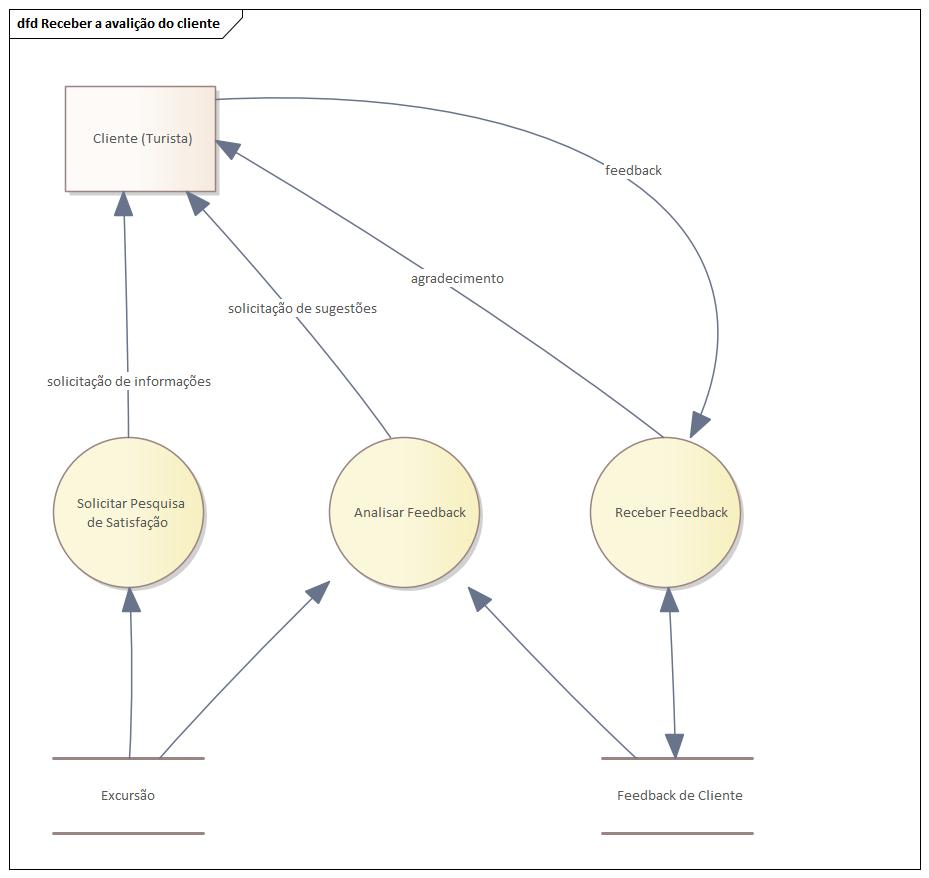 dfd Receber a avalição do cliente
Cliente (Turista)
feedback
agradecimento
solicitação de sugestões
solicitação de informações
Solicitar Pesquisa
de Satisfação
Analisar Feedback
Receber Feedback
Excursão
Feedback de Cliente